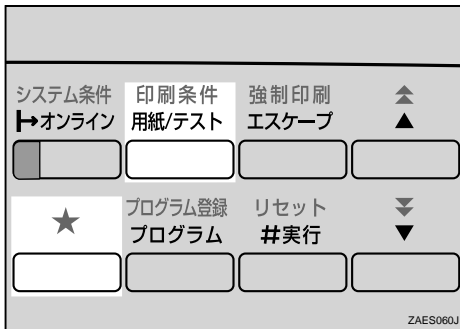 システム条件 印刷条件 強制印刷
オンライン 用紙/テスト エスケープ ▲
★ プログラム登録 リセット
プログラム #実行 ▼
ZAES060J